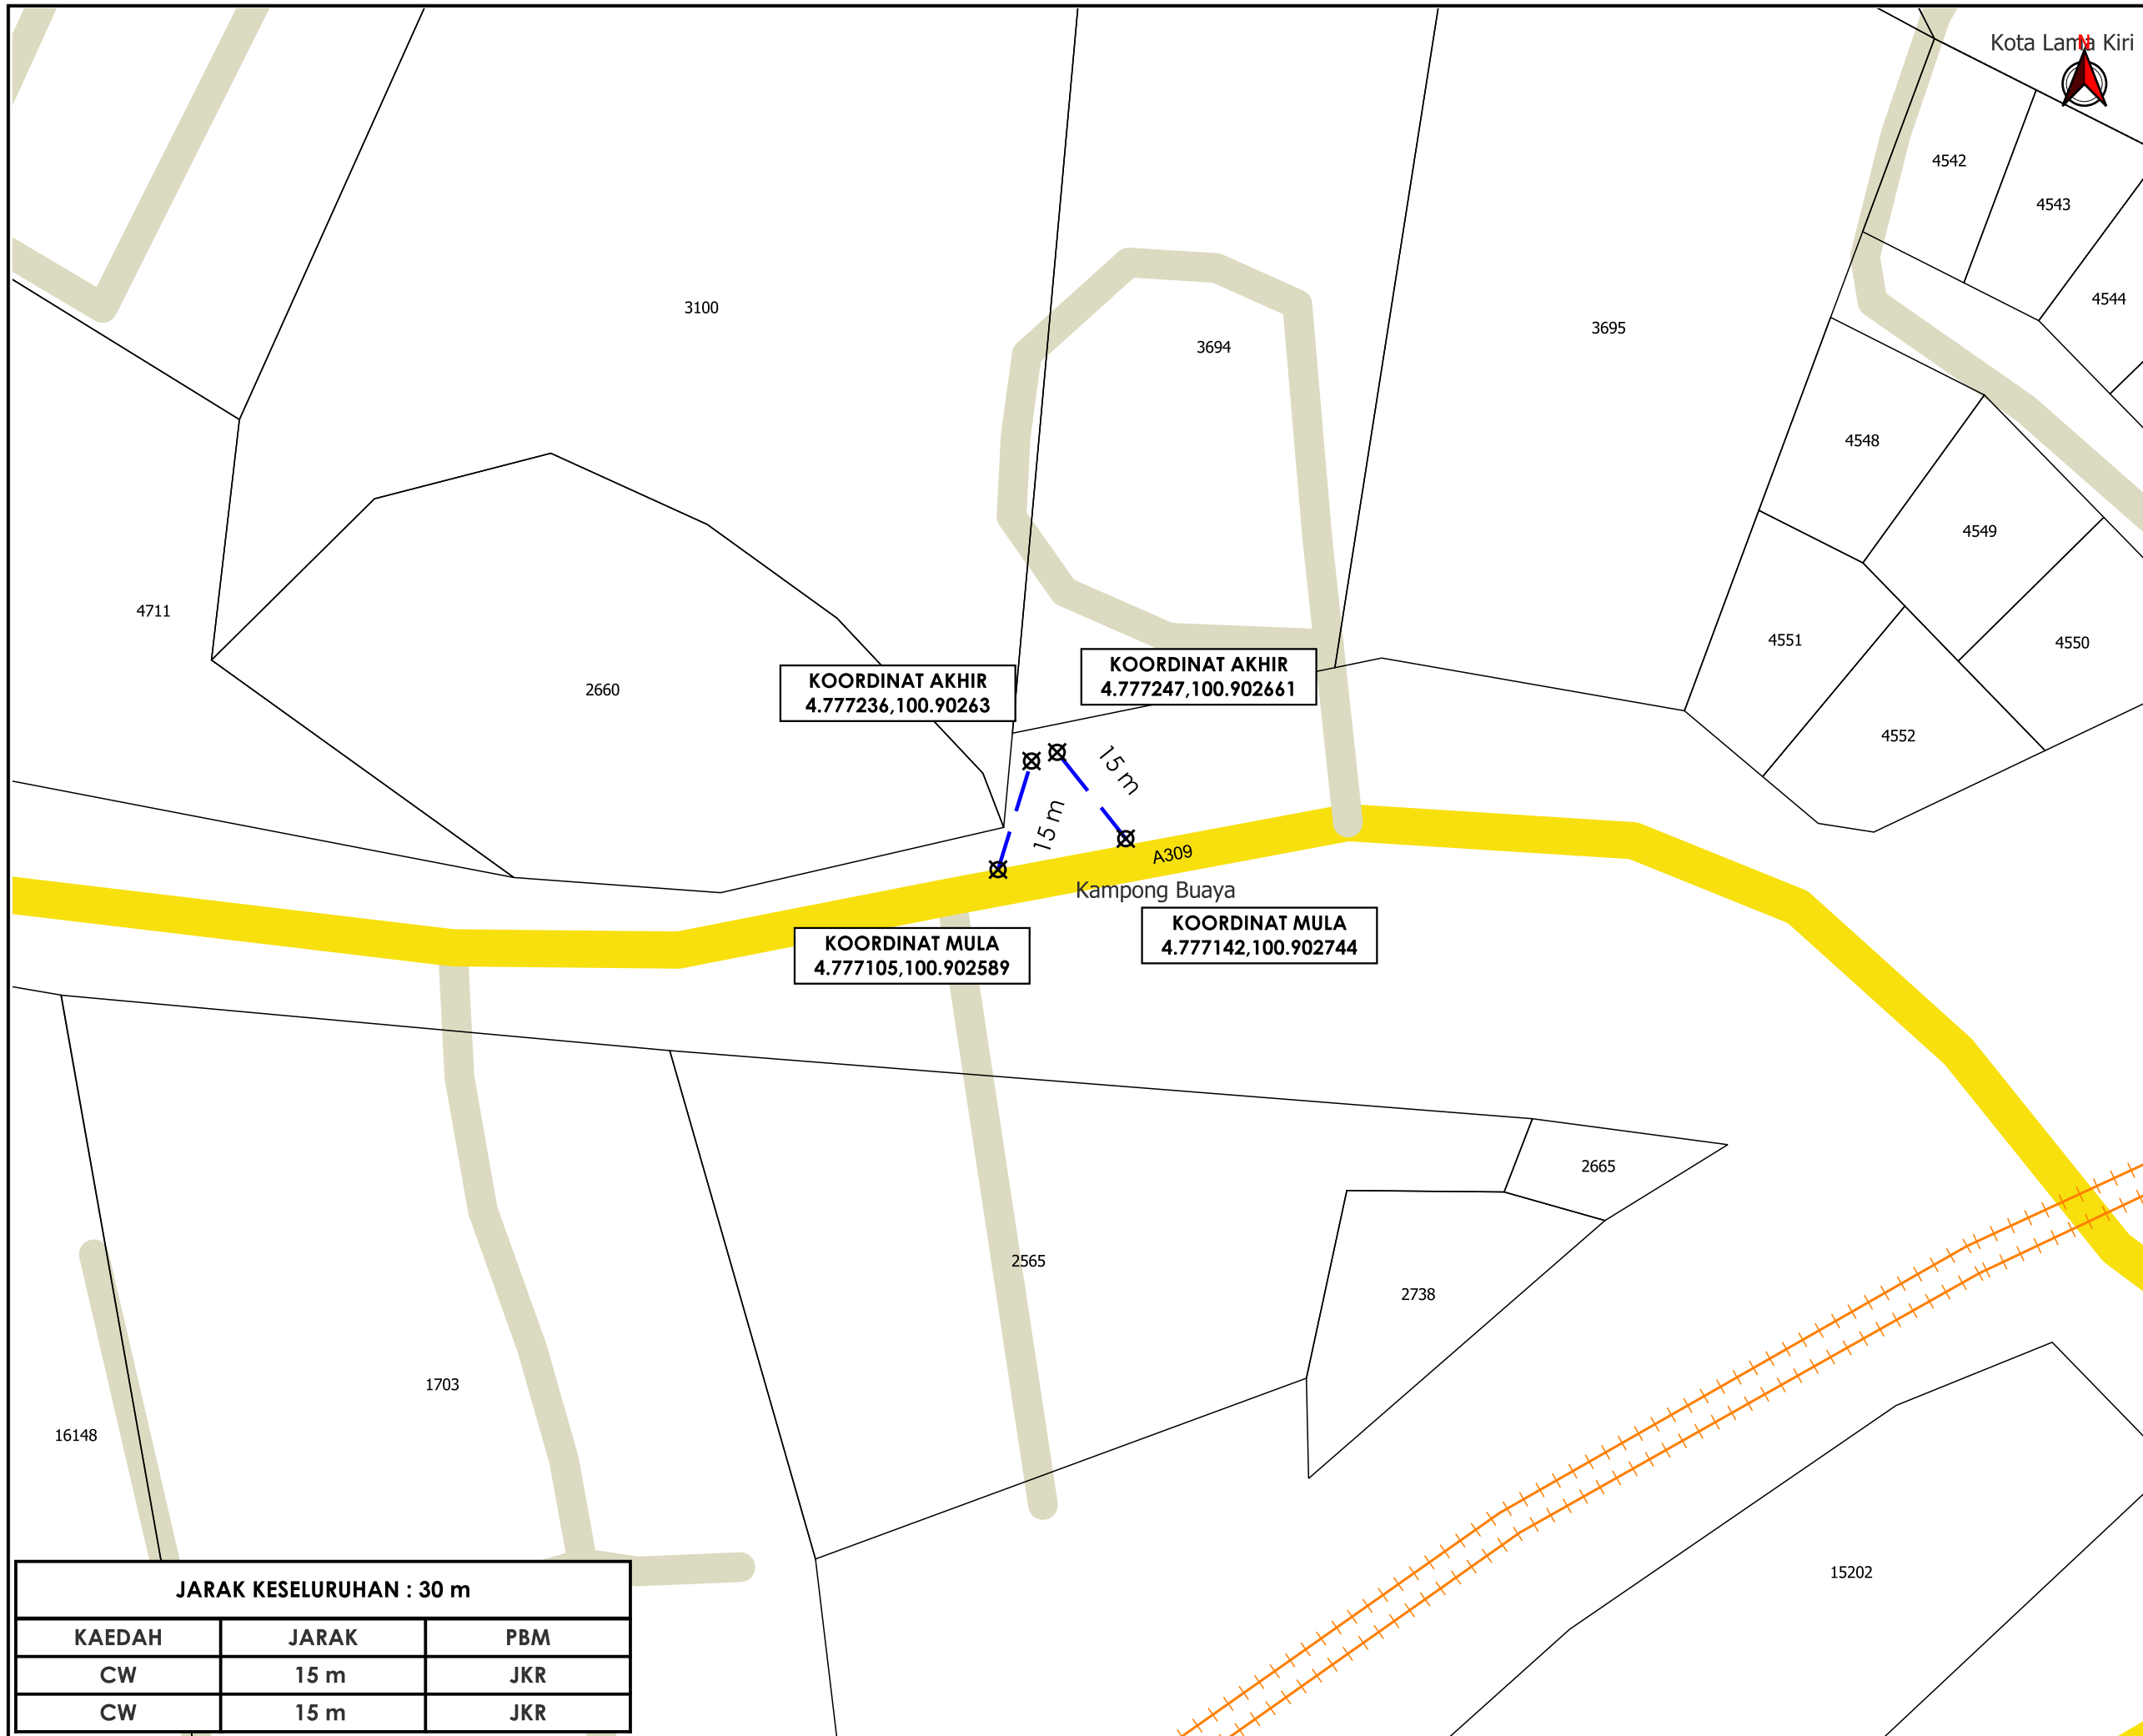 Kota Lama Kiri
N
4542
4543
4544
3100
3694
3695
4548
4549
4711
4551
4550
2660
4552
KOORDINAT AKHIR
4.777236,100.90263
KOORDINAT AKHIR
4.777247,100.902661
15 m
15 m
A309
Kampong Buaya
KOORDINAT MULA
4.777105,100.902589
KOORDINAT MULA
4.777142,100.902744
2665
2565
2738
1703
16148
15202
JARAK KESELURUHAN : 30 m
KAEDAH JARAK PBM
CW 15 m JKR
CW 15 m JKR